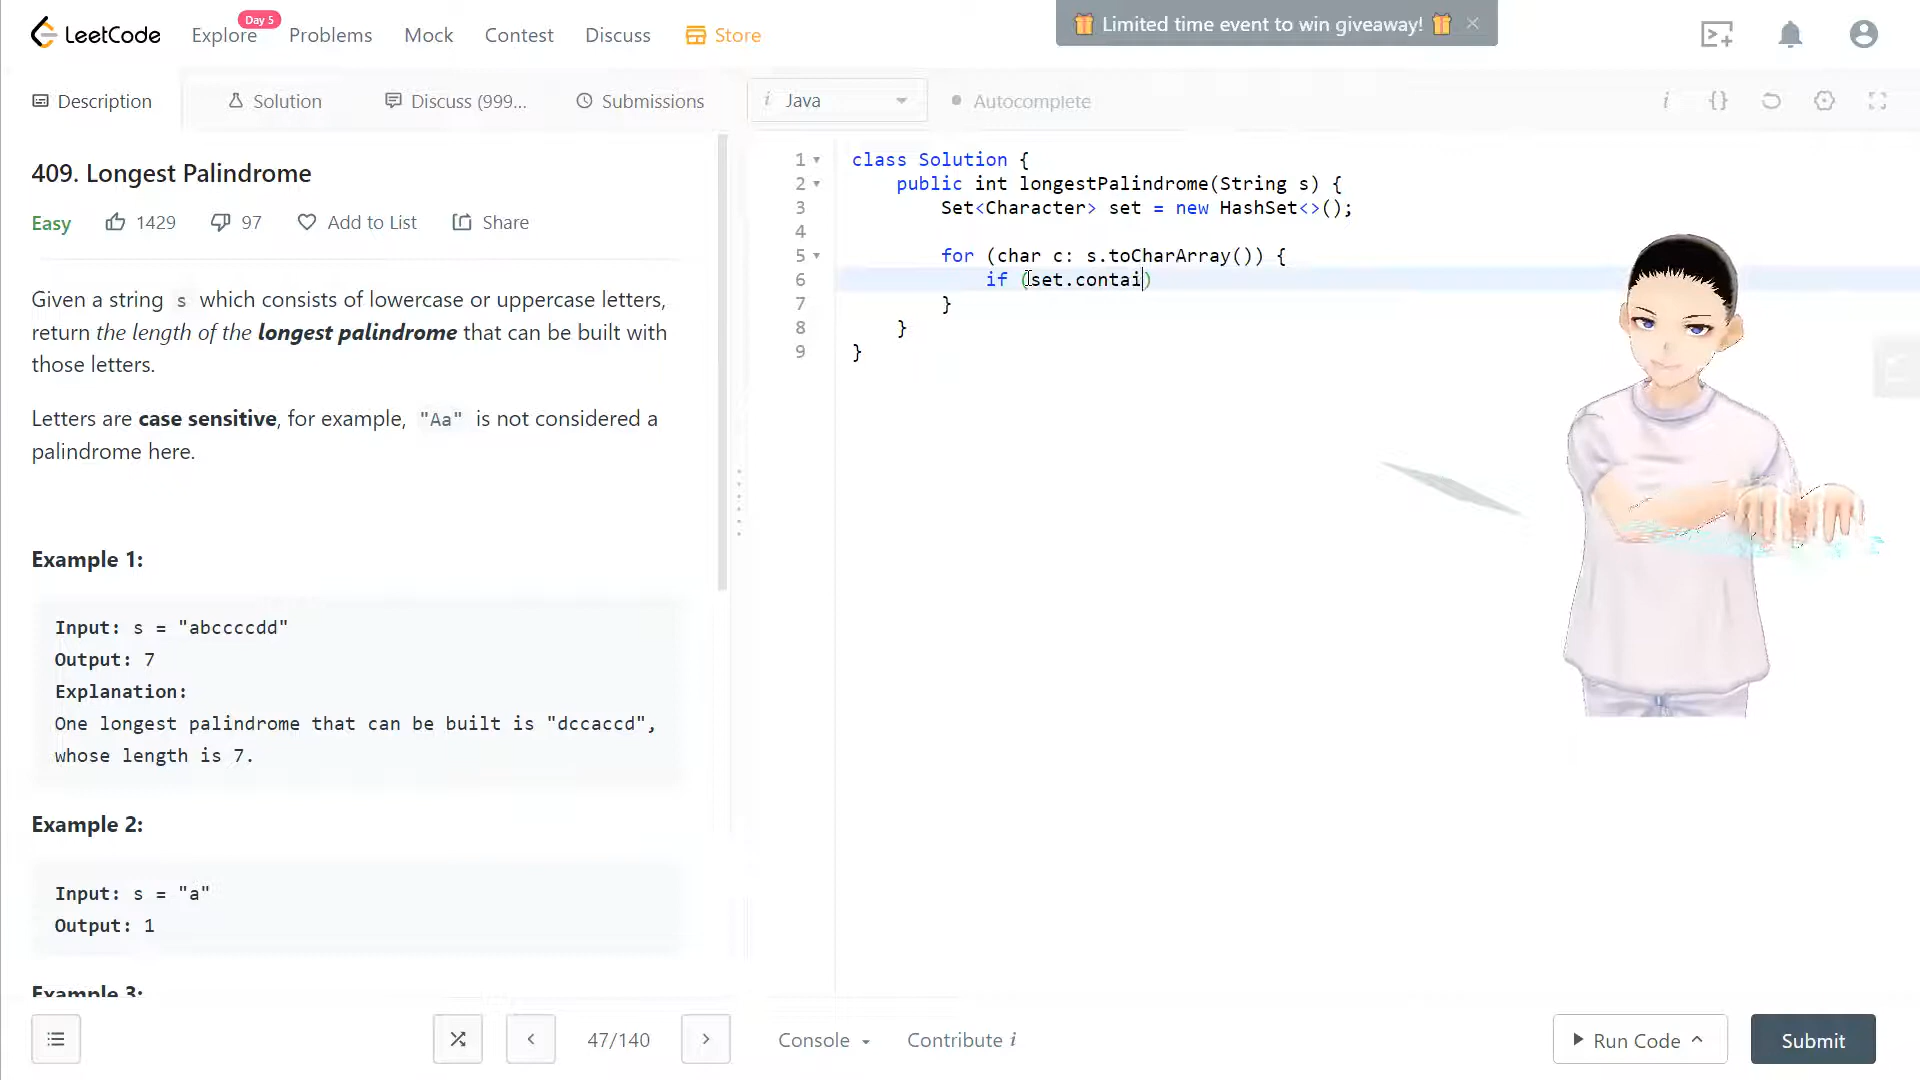 LeetCode
Explore
Day 5
Problems
Mock
Contest
Discuss
Store
Limited time event to win giveaway!
Description
Solution
Discuss (999...
Submissions
i Java
Autocomplete
i {}
409. Longest Palindrome
Easy 1429 97 Add to List Share
Given a string s which consists of lowercase or uppercase letters,
return the length of the longest palindrome that can be built with
those letters.
Letters are case sensitive, for example, "Aa" is not considered a
palindrome here.
Example 1:
Input: s = "abccccdd"
Output: 7
Explanation:
One longest palindrome that can be built is "dccaccd",
whose length is 7.
Example 2:
Input: s = "a"
Output: 1
Example 3:
1 class Solution {
2 public int longestPalindrome(String s) {
3 Set<Character> set = new HashSet<>();
4
5 for (char c: s.toCharArray()) {
6 if (set.contai)
7 }
8 }
9 }
47/140
Console
Contribute i
Run Code
Submit